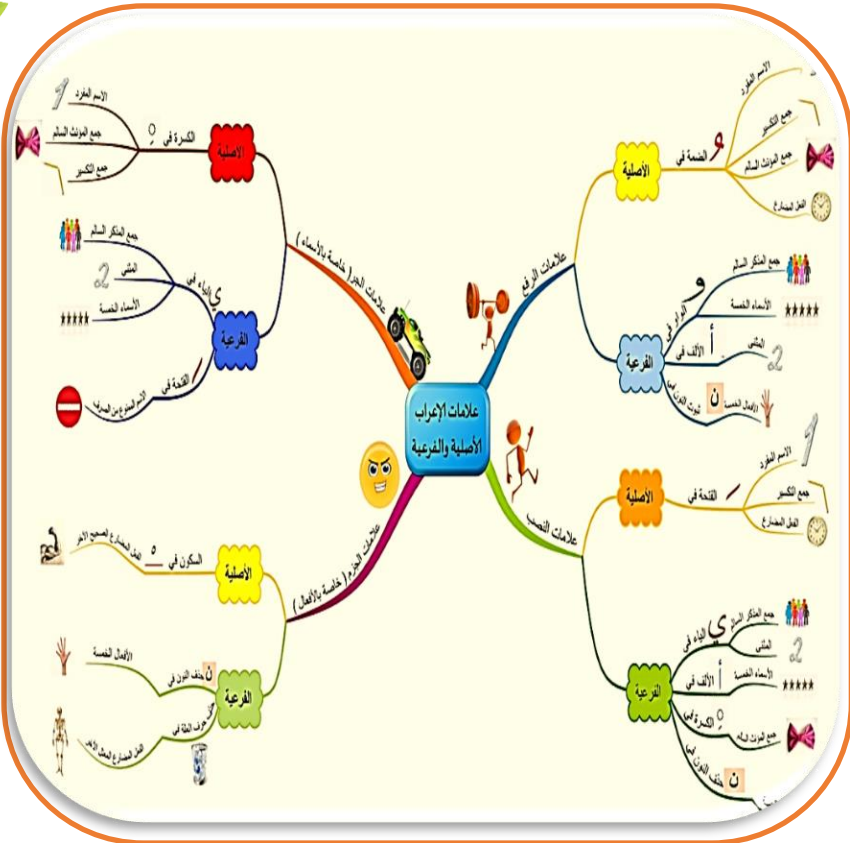 علامات الإعراب
الأصلية والفرعية
علامات الرفع
الأصلية
و الضمة في
الاسم المفرد
جمع التكسير
جمع المؤنث السالم
الفعل المضارع
الفرعية
و الواو في
جمع المذكر السالم
الأسماء الخمسة
أ الألف في
المثنى
ن ثبوت النون في
الأفعال الخمسة
علامات النصب
الأصلية
الفتحة في
الاسم المفرد
جمع التكسير
الفعل المضارع
الفرعية
ي الياء في
جمع المذكر السالم
المثنى
أ الألف في
الأسماء الخمسة
الكسرة في
جمع المؤنث السالم
ن حذف النون في
علامات الجر( خاصة بالأسماء )
الاصلية
الكسرة في
الاسم المفرد
جمع المؤنث السالم
جمع التكسير
الفرعية
ي الياء في
جمع المذكر السالم
المثنى
الأسماء الخمسة
الفتحة في
الاسم الممنوع من الصرف
علامات الجزم( خاصة بالأفعال )
الأصلية
السكون في
الفعل المضارع الصحيح الآخر
الفرعية
ن حذف النون في
الأفعال الخمسة
حذف حرف العلة في
الفعل المضارع المعتل الآخر